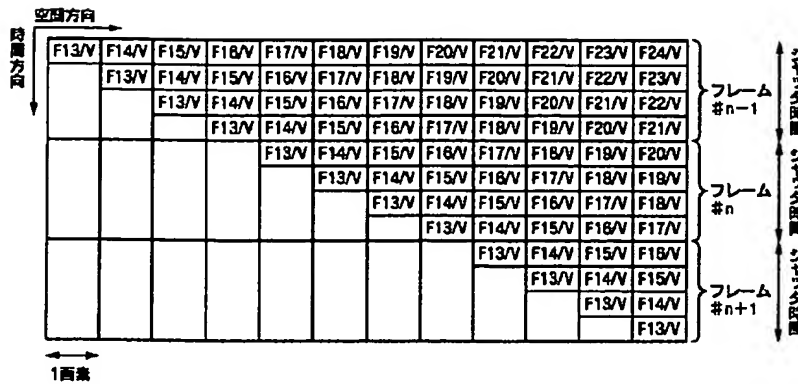 空間方向
時間方向
F13/V F14/V F15/V F16/V F17/V F18/V F19/V F20/V F21/V F22/V F23/V F24/V
F13/V F14/V F15/V F16/V F17/V F18/V F19/V F20/V F21/V F22/V F23/V
F13/V F14/V F15/V F16/V F17/V F18/V F19/V F20/V F21/V F22/V
F13/V F14/V F15/V F16/V F17/V F18/V F19/V F20/V F21/V
フレーム
#n-1
F13/V F14/V F15/V F16/V F17/V F18/V F19/V F20/V
F13/V F14/V F15/V F16/V F17/V F18/V F19/V
F13/V F14/V F15/V F16/V F17/V F18/V
F13/V F14/V F15/V F16/V F17/V
フレーム
#n
F13/V F14/V F15/V F16/V
F13/V F14/V F15/V
F13/V F14/V
F13/V
フレーム
#n+1
1画素